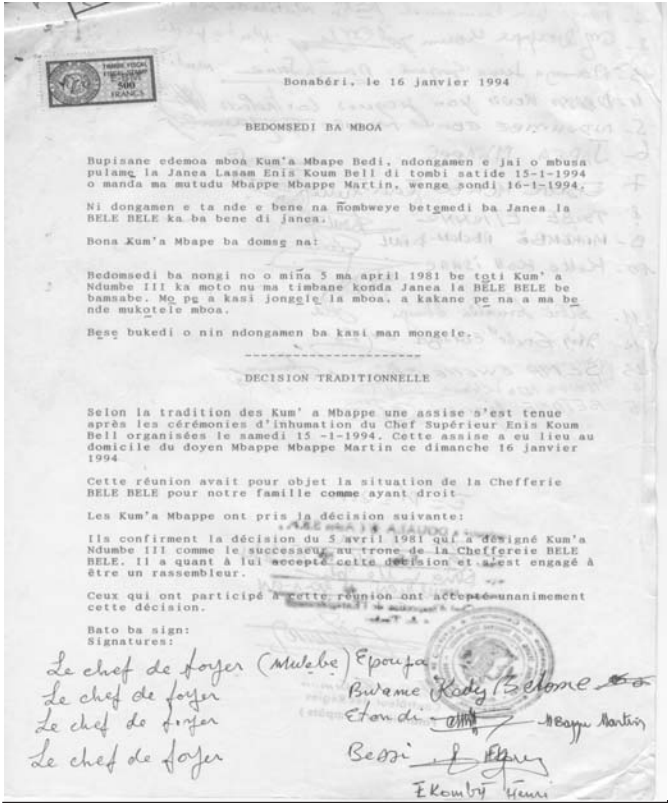 TIMBRE FISCAL
500
FRANCS
Bonabéri, le 16 janvier 1994
BEDOMSEDI BA MBOA
Bupisane edemoa mboa Kum'a Mbape Bedi, ndongamen e jai o mbusa
pulamę la Janea Lasam Enis Koum Bell di tombi satide 15-1-1994
o manda ma mutudu Mbappe Mbappe Martin, wenge sondi 16-1-1994.
Ni dongamen e ta nde e bene na ñombweye betemedi ba Janea la
BELE BELE ka ba bene di janea.
Bona Kum'a Mbape ba domsę na:
Bedomsedi ba nongi no o miña 5 ma april 1981 be toti Kum' a
Ndumbe III ka moto nu ma timbane konda Janea la BELE BELE be
bamsabe. Mo pę a kasi jongęlę la mboa, a kakane pę na a ma bę
nde mukotele mboa.
Bęse bukedi o nin ndongamen ba kasi man mongele.
DECISION TRADITIONNELLE
Selon la tradition des Kum' a Mbappe une assise s'est tenue
après les cérémonies d'inhumation du Chef Supérieur Enis Koum
Bell organisées le samedi 15 -1-1994. Cette assise a eu lieu au
domicile du doyen Mbappe Mbappe Martin ce dimanche 16 janvier
1994
Cette réunion avait pour objet la situation de la Chefferie
BELE BELE pour notre famille comme ayant droit
Les Kum'a Mbappe ont pris la décision suivante:
Ils confirment la décision du 5 avril 1981 qui a désigné Kum'a
Ndumbe III comme le successeur au trone de la Cheffereie BELE
BELE. Il a quant à lui accepté cette décision et s'est engagé à
être un rassembleur.
Ceux qui ont participé à cette réunion ont accepté unanimement
cette décision.
Bato ba sign:
Signatures:
Le chef de foyer (Mulebe) Epoupa
Le chef de foyer Bwame
Le chef de foyer Etondi Mbappe Martin
Le chef de foyer Bessi
Ekomby Henri